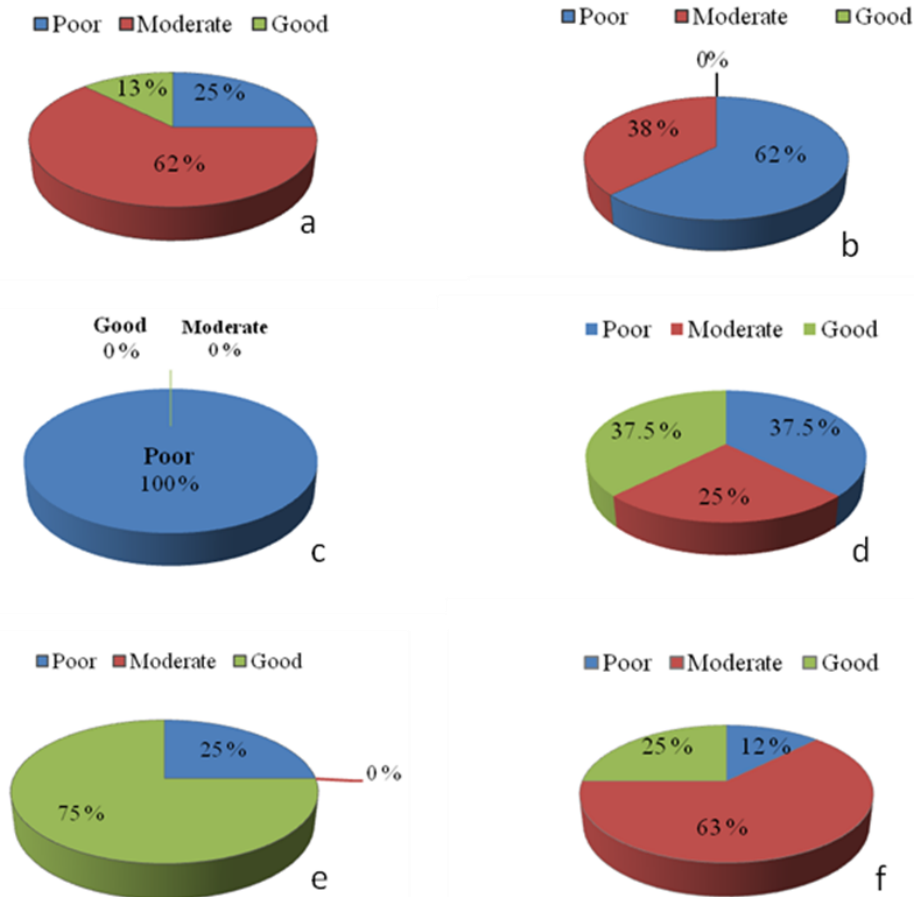 Poor Moderate Good
13% 25%
62%
a
Poor Moderate Good
0%
38%
62%
b
Good Moderate
0% 0%
Poor
100%
c
Poor Moderate Good
37.5% 37.5%
25%
d
Poor Moderate Good
25%
0%
75%
e
Poor Moderate Good
25% 12%
63%
f